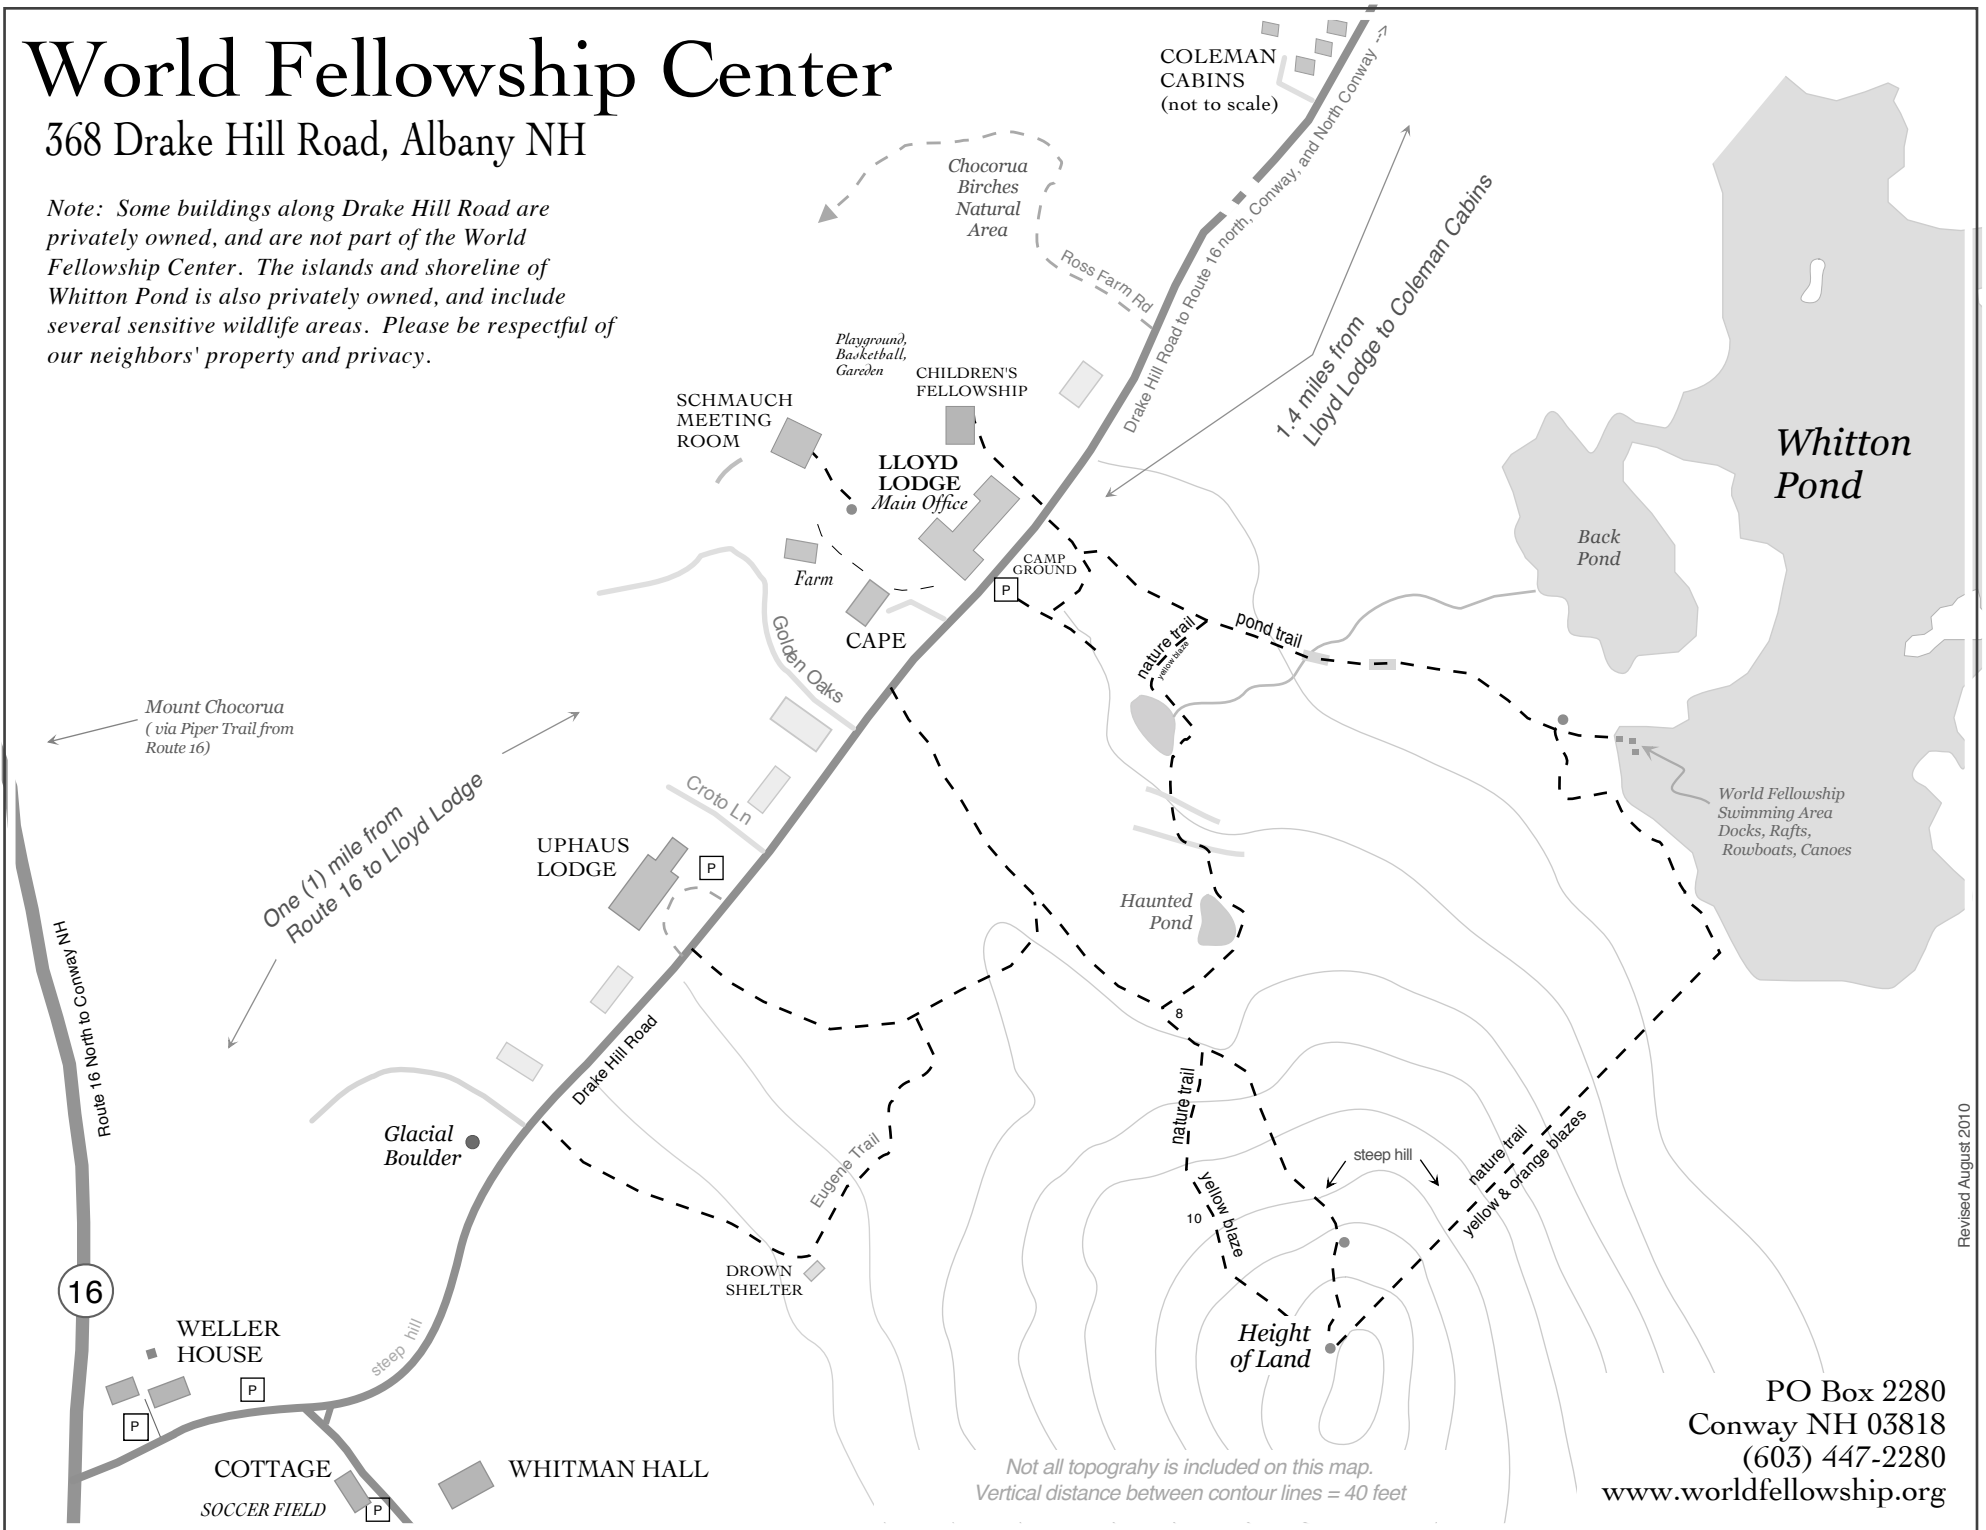 World Fellowship Center
368 Drake Hill Road, Albany NH
Note: Some buildings along Drake Hill Road are
privately owned, and are not part of the World
Fellowship Center. The islands and shoreline of
Whitton Pond is also privately owned, and include
several sensitive wildlife areas. Please be respectful of
our neighbors' property and privacy.
COLEMAN
CABINS
(not to scale)
Drake Hill Road to Route 16 north, Conway, and North Conway -->
Chocorua
Birches
Natural
Area
Ross Farm Rd
1.4 miles from
Lloyd Lodge to Coleman Cabins
Playground,
Basketball,
Gareden
CHILDREN'S
FELLOWSHIP
SCHMAUCH
MEETING
ROOM
LLOYD
LODGE
Main Office
Whitton
Pond
Back
Pond
CAMP
GROUND
P
Farm
CAPE
Golden Oaks
nature trail
yellow blaze
pond trail
Mount Chocorua
( via Piper Trail from
Route 16)
One (1) mile from
Route 16 to Lloyd Lodge
Croto Ln
UPHAUS
LODGE
P
World Fellowship
Swimming Area
Docks, Rafts,
Rowboats, Canoes
Haunted
Pond
Route 16 North to Conway NH
Drake Hill Road
8
Glacial
Boulder
Eugene Trail
nature trail
yellow blaze
10
steep hill
nature trail
yellow & orange blazes
Revised August 2010
DROWN
SHELTER
16
WELLER
HOUSE
P
P
steep hill
Height
of Land
COTTAGE
SOCCER FIELD
P
WHITMAN HALL
Not all topograhy is included on this map.
Vertical distance between contour lines = 40 feet
PO Box 2280
Conway NH 03818
(603) 447-2280
www.worldfellowship.org